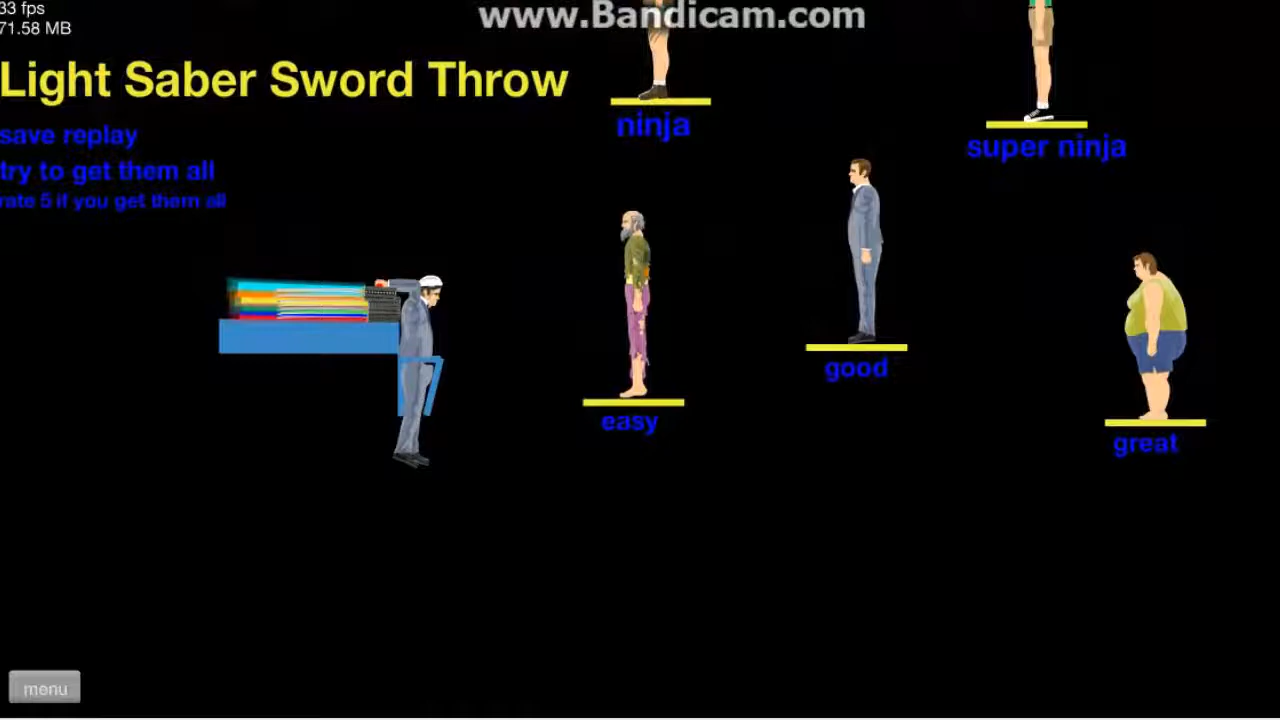 33 fps
71.58 MB
www.Bandicam.com
Light Saber Sword Throw
save replay
try to get them all
rate 5 if you get them all
ninja
super ninja
good
easy
great
menu